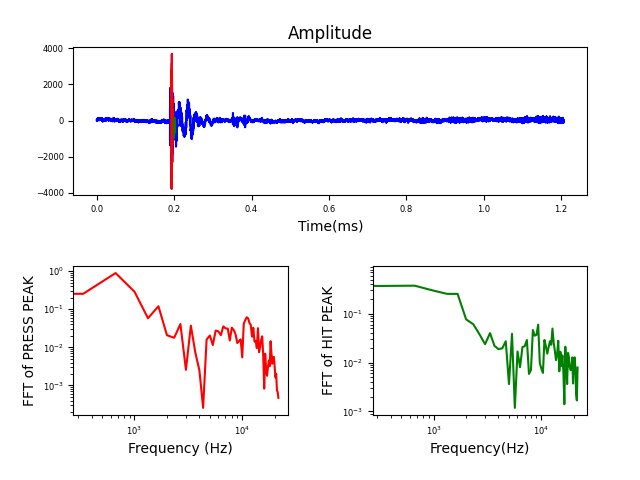 Amplitude
4000
2000
0
−2000
−4000
0.0 0.2 0.4 0.6 0.8 1.0 1.2
Time(ms)
FFT of PRESS PEAK
10⁰
10⁻¹
10⁻²
10⁻³
10³ 10⁴
Frequency (Hz)
FFT of HIT PEAK
10⁻¹
10⁻²
10⁻³
10³ 10⁴
Frequency(Hz)